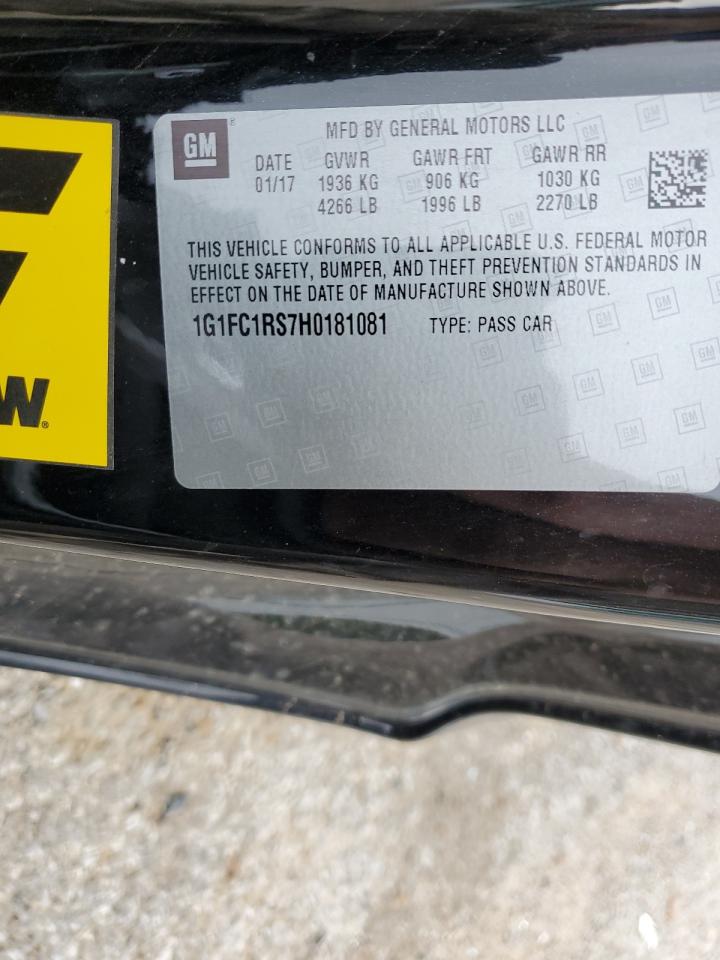 GM
MFD BY GENERAL MOTORS LLC
DATE GVWR GAWR FRT GAWR RR
01/17 1936 KG 906 KG 1030 KG
4266 LB 1996 LB 2270 LB
THIS VEHICLE CONFORMS TO ALL APPLICABLE U.S. FEDERAL MOTOR
VEHICLE SAFETY, BUMPER, AND THEFT PREVENTION STANDARDS IN
EFFECT ON THE DATE OF MANUFACTURE SHOWN ABOVE.
1G1FC1RS7H0181081 TYPE: PASS CAR
W®